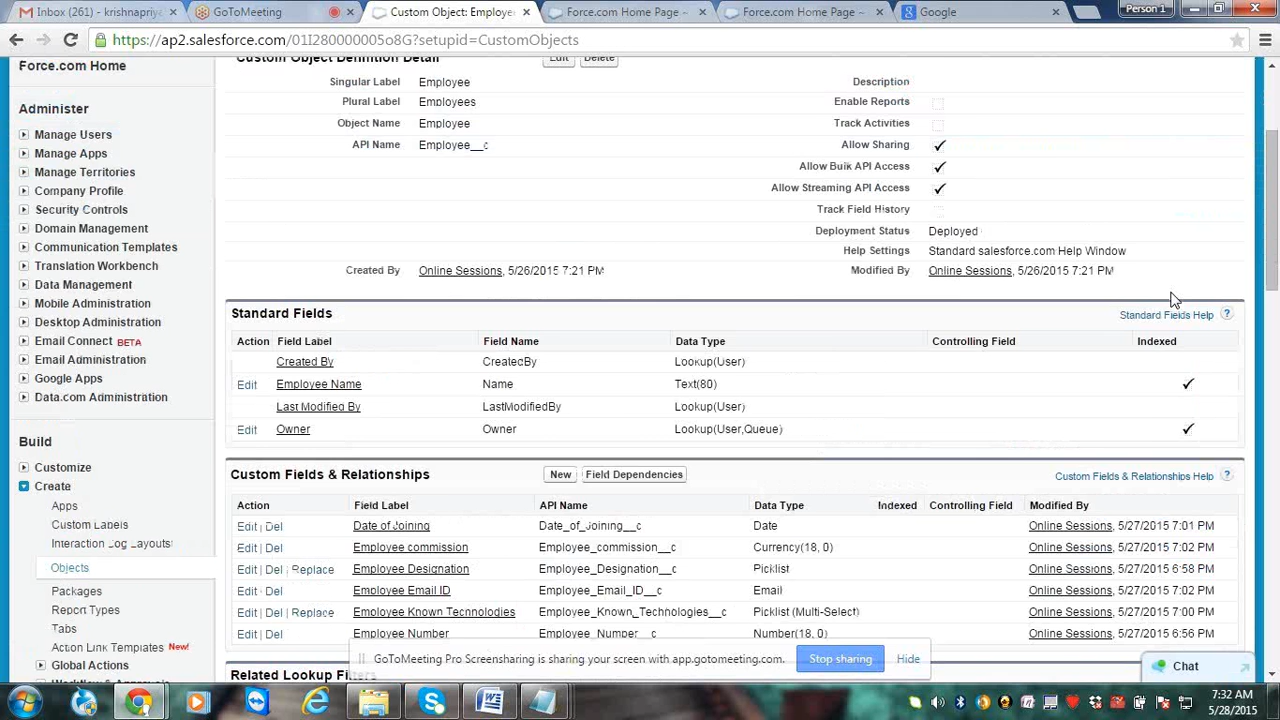 Inbox (261) - krishnapriy
GoToMeeting
Custom Object: Employee
Force.com Home Page ~
Force.com Home Page ~
Google
Person 1
https://ap2.salesforce.com/01I280000005o8G?setupid=CustomObjects
Force.com Home
Administer
Manage Users
Manage Apps
Manage Territories
Company Profile
Security Controls
Domain Management
Communication Templates
Translation Workbench
Data Management
Mobile Administration
Desktop Administration
Email Connect BETA
Email Administration
Google Apps
Data.com Administration
Build
Customize
Create
Apps
Custom Labels
Interaction Log Layouts
Objects
Packages
Report Types
Tabs
Action Link Templates New!
Global Actions
Workflow & Approvals
Custom Object Definition Detail Edit Delete
Singular Label Employee Description
Plural Label Employees Enable Reports
Object Name Employee Track Activities
API Name Employee__c Allow Sharing ✓
Allow Bulk API Access ✓
Allow Streaming API Access ✓
Track Field History
Deployment Status Deployed
Help Settings Standard salesforce.com Help Window
Created By Online Sessions, 5/26/2015 7:21 PM Modified By Online Sessions, 5/26/2015 7:21 PM
Standard Fields Standard Fields Help ?
Action Field Label Field Name Data Type Controlling Field Indexed
Created By CreatedBy Lookup(User)
Edit Employee Name Name Text(80) ✓
Last Modified By LastModifiedBy Lookup(User)
Edit Owner Owner Lookup(User,Queue) ✓
Custom Fields & Relationships New Field Dependencies Custom Fields & Relationships Help ?
Action Field Label API Name Data Type Indexed Controlling Field Modified By
Edit | Del Date of Joining Date_of_Joining__c Date Online Sessions, 5/27/2015 7:01 PM
Edit | Del Employee commission Employee_commission__c Currency(18, 0) Online Sessions, 5/27/2015 7:02 PM
Edit | Del | Replace Employee Designation Employee_Designation__c Picklist Online Sessions, 5/27/2015 6:58 PM
Edit | Del Employee Email ID Employee_Email_ID__c Email Online Sessions, 5/27/2015 7:02 PM
Edit | Del | Replace Employee Known Technologies Employee_Known_Technologies__c Picklist (Multi-Select) Online Sessions, 5/27/2015 7:00 PM
Edit | Del Employee Number Employee_Number__c Number(18, 0) Online Sessions, 5/27/2015 6:56 PM
GoToMeeting Pro Screensharing is sharing your screen with app.gotomeeting.com. Stop sharing Hide
Related Lookup Filters
Chat
7:32 AM
5/28/2015